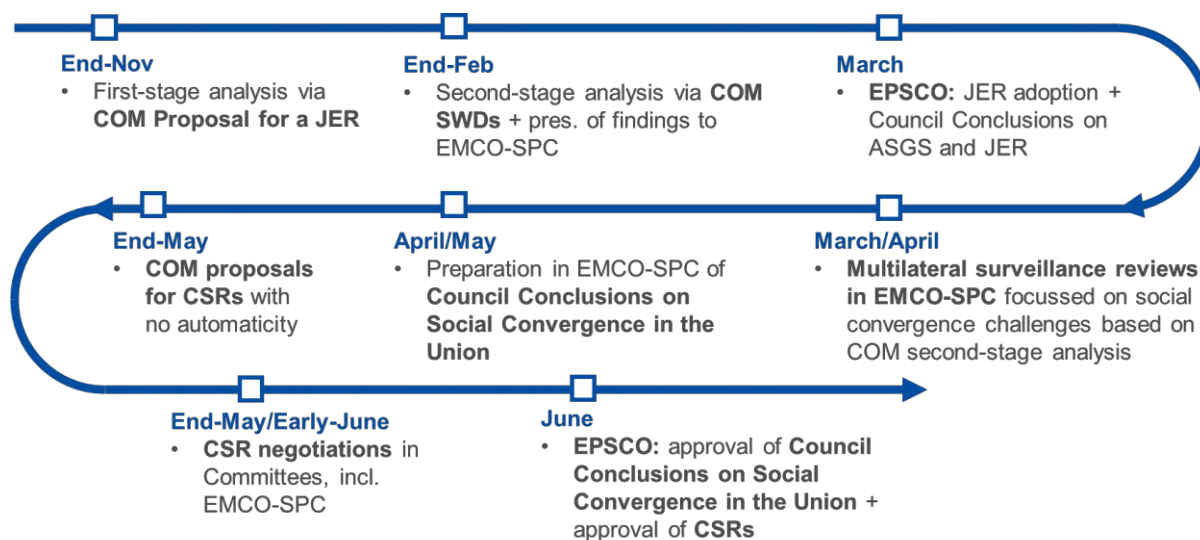 End-Nov
• First-stage analysis via
COM Proposal for a JER
End-Feb
• Second-stage analysis via COM
SWDs + pres. of findings to
EMCO-SPC
March
• EPSCO: JER adoption +
Council Conclusions on
ASGS and JER
March/April
• Multilateral surveillance reviews
in EMCO-SPC focussed on social
convergence challenges based on
COM second-stage analysis
April/May
• Preparation in EMCO-SPC of
Council Conclusions on
Social Convergence in the
Union
End-May
• COM proposals
for CSRs with
no automaticity
End-May/Early-June
• CSR negotiations in
Committees, incl.
EMCO-SPC
June
• EPSCO: approval of Council
Conclusions on Social
Convergence in the Union +
approval of CSRs